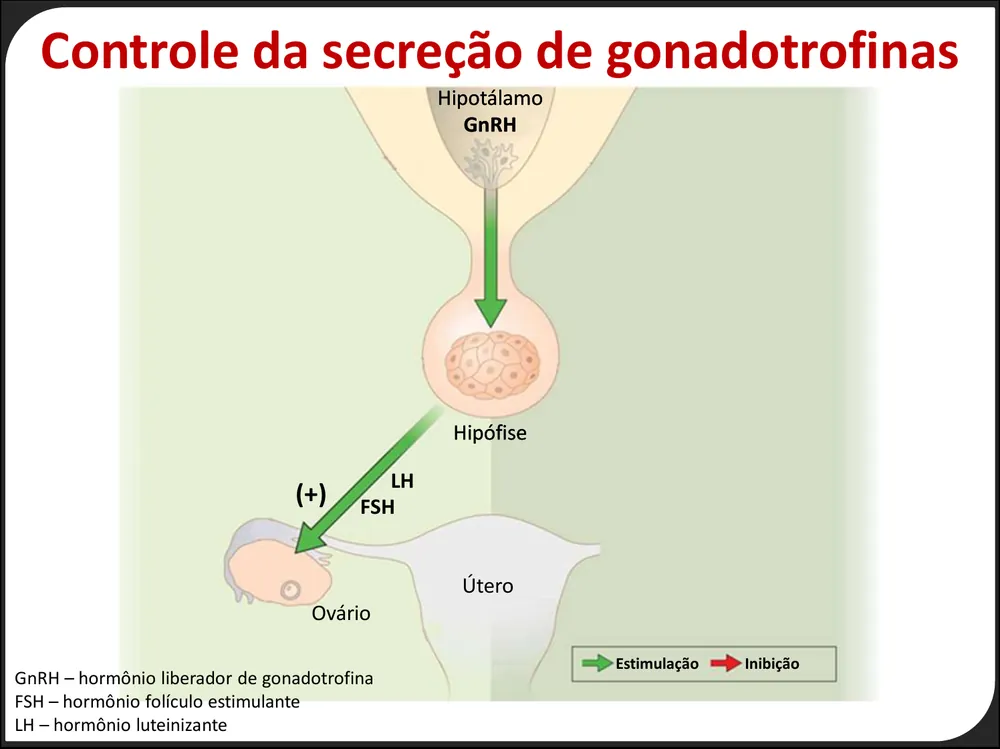 Controle da secreção de gonadotrofinas
Hipotálamo
GnRH
Hipófise
LH
(+)
FSH
Útero
Ovário
Estimulação
Inibição
GnRH – hormônio liberador de gonadotrofina
FSH – hormônio folículo estimulante
LH – hormônio luteinizante